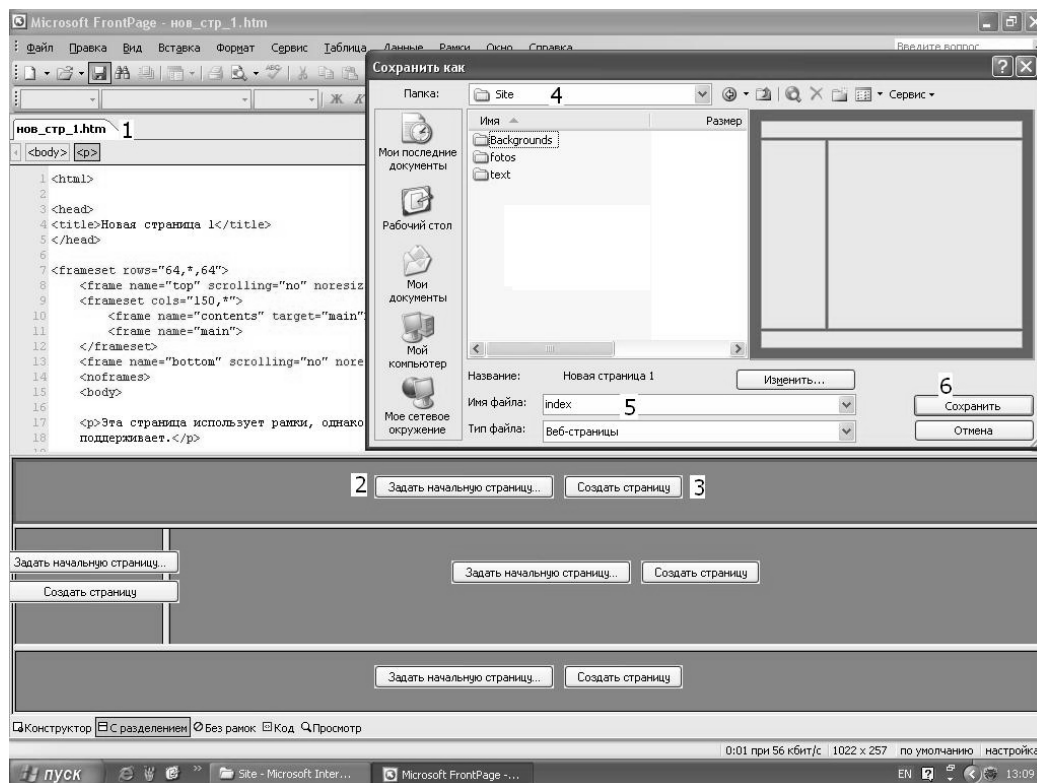 Microsoft FrontPage - нов_стр_1.htm
Файл Правка Вид Вставка Формат Сервис Таблица Данные Рамки Окно Справка
Введите вопрос
Сохранить как
Папка: Site 4 Сервис
Ж К
нов_стр_1.htm 1
<body> <p>
Имя Размер
Backgrounds
fotos
text
Мои последние
документы
Рабочий стол
Мои
документы
Мой
компьютер
Мое сетевое
окружение
1 <html>
2
3 <head>
4 <title>Новая страница 1</title>
5 </head>
6
7 <frameset rows="64,*,64">
8 <frame name="top" scrolling="no" noresiz
9 <frameset cols="150,*">
10 <frame name="contents" target="main"
11 <frame name="main">
12 </frameset>
13 <frame name="bottom" scrolling="no" nore
14 <noframes>
15 <body>
16
17 <p>Эта страница использует рамки, однако
18 поддерживает.</p>
Название: Новая страница 1 Изменить...
Имя файла: index 5
6
Сохранить
Тип файла: Веб-страницы
Отмена
2 Задать начальную страницу... Создать страницу 3
Задать начальную страницу...
Создать страницу
Задать начальную страницу... Создать страницу
Задать начальную страницу... Создать страницу
Конструктор С разделением Без рамок Код Просмотр
0:01 при 56 кбит/с 1022 x 257 по умолчанию настройка
пуск Site - Microsoft Inter... Microsoft FrontPage -... EN 13:09